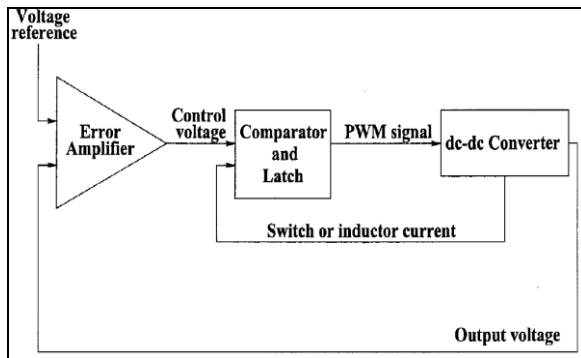 Voltage
reference
Error
Amplifier
Control
voltage
Comparator
and
Latch
PWM signal
dc-dc Converter
Switch or inductor current
Output voltage